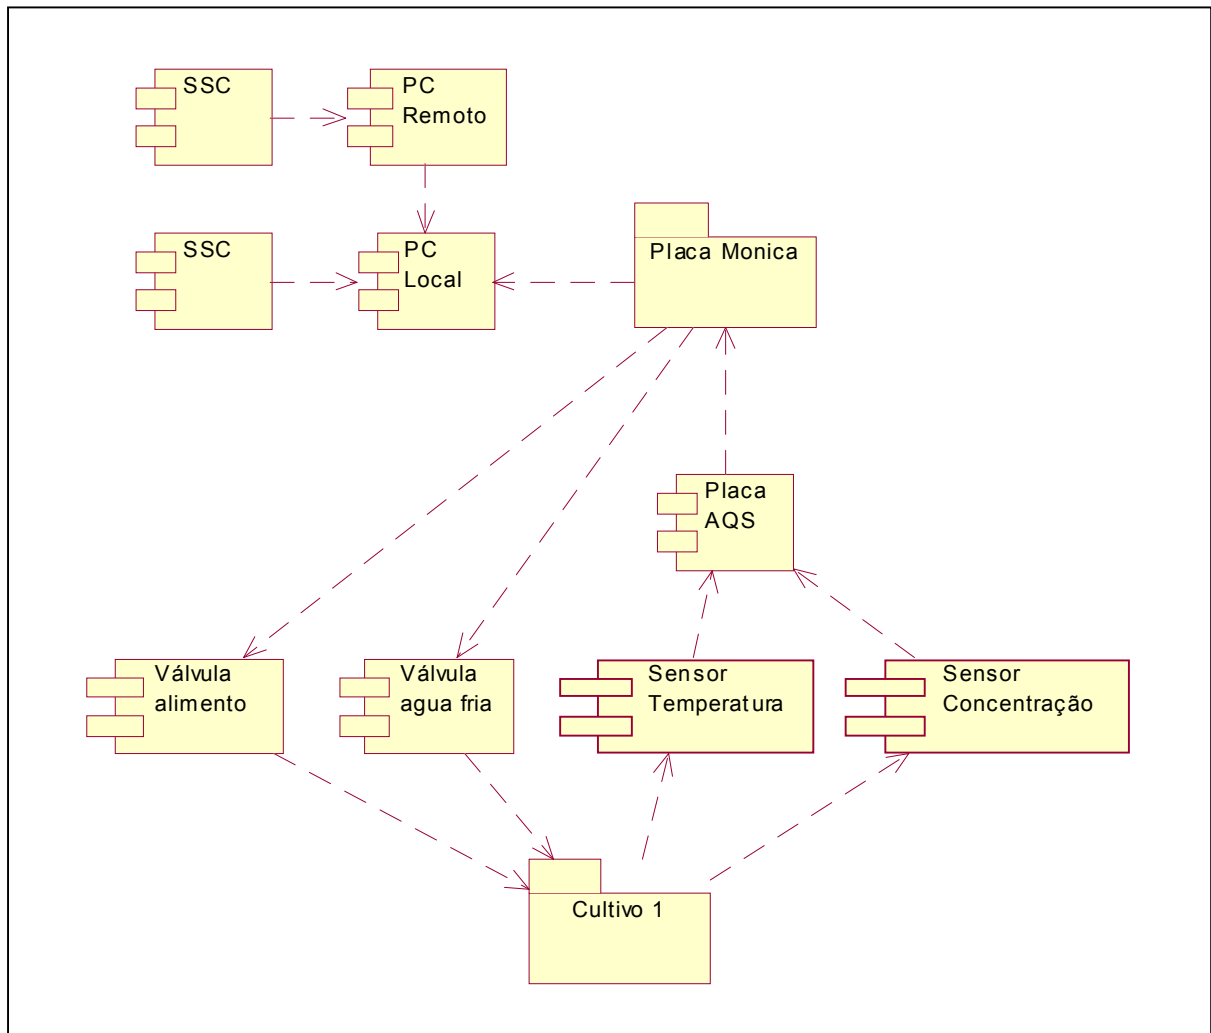 SSC
PC
Remoto
SSC
PC
Local
Placa Monica
Placa
AQS
Válvula
alimento
Válvula
agua fria
Sensor
Temperatura
Sensor
Concentração
Cultivo 1